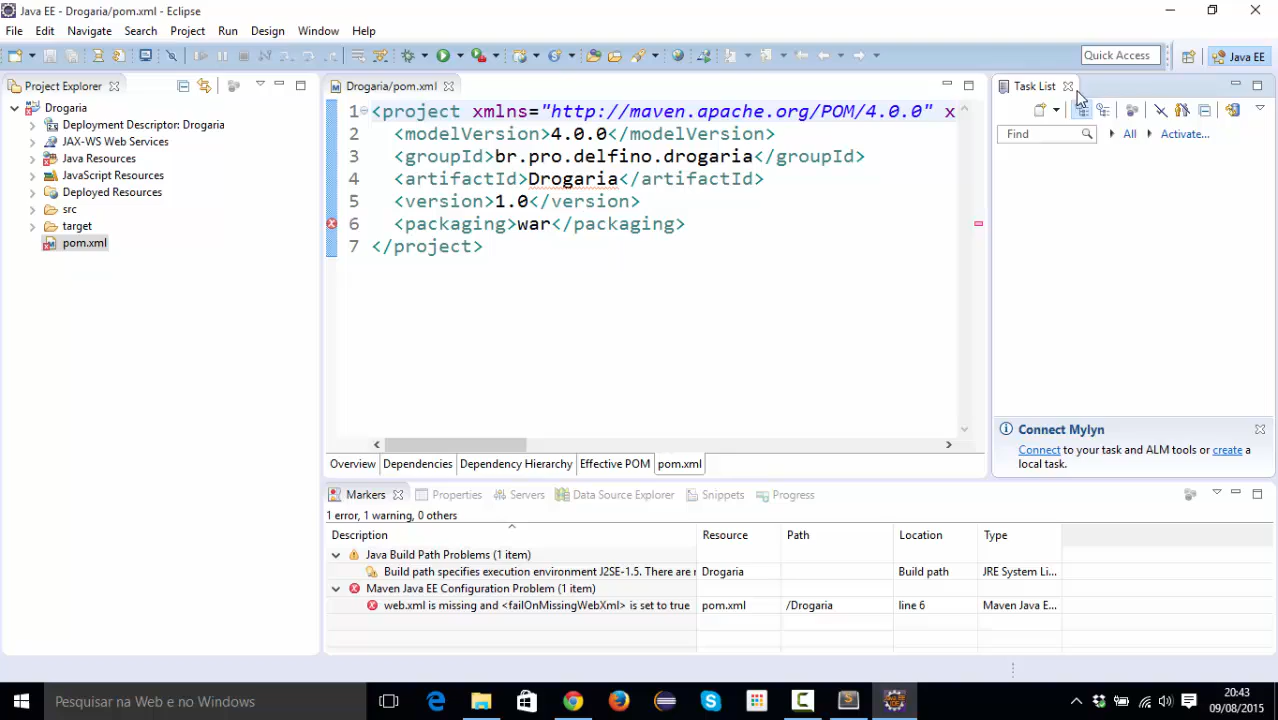 Java EE - Drogaria/pom.xml - Eclipse
File Edit Navigate Search Project Run Design Window Help
Quick Access
Java EE
Project Explorer
Drogaria
Deployment Descriptor: Drogaria
JAX-WS Web Services
Java Resources
JavaScript Resources
Deployed Resources
src
target
pom.xml
Drogaria/pom.xml
1 <project xmlns="http://maven.apache.org/POM/4.0.0" x
2 <modelVersion>4.0.0</modelVersion>
3 <groupId>br.pro.delfino.drogaria</groupId>
4 <artifactId>Drogaria</artifactId>
5 <version>1.0</version>
6 <packaging>war</packaging>
7 </project>
Overview Dependencies Dependency Hierarchy Effective POM pom.xml
Task List
Find All Activate...
Connect Mylyn
Connect to your task and ALM tools or create a
local task.
Markers Properties Servers Data Source Explorer Snippets Progress
1 error, 1 warning, 0 others
Description Resource Path Location Type
Java Build Path Problems (1 item)
Build path specifies execution environment J2SE-1.5. There are Drogaria Build path JRE System Li...
Maven Java EE Configuration Problem (1 item)
web.xml is missing and <failOnMissingWebXml> is set to true pom.xml /Drogaria line 6 Maven Java E...
Pesquisar na Web e no Windows
20:43
09/08/2015